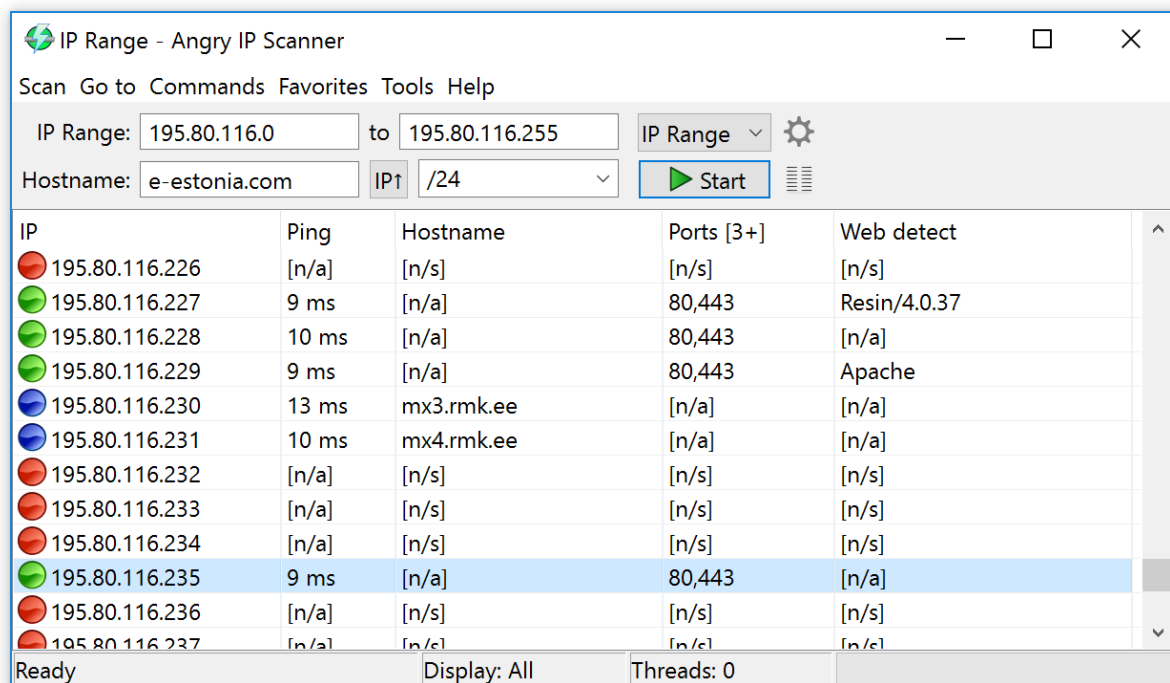 IP Range - Angry IP Scanner
Scan Go to Commands Favorites Tools Help
IP Range: 195.80.116.0 to 195.80.116.255 IP Range
Hostname: e-estonia.com IP↑ /24 Start
IP Ping Hostname Ports [3+] Web detect
195.80.116.226 [n/a] [n/s] [n/s] [n/s]
195.80.116.227 9 ms [n/a] 80,443 Resin/4.0.37
195.80.116.228 10 ms [n/a] 80,443 [n/a]
195.80.116.229 9 ms [n/a] 80,443 Apache
195.80.116.230 13 ms mx3.rmk.ee [n/a] [n/a]
195.80.116.231 10 ms mx4.rmk.ee [n/a] [n/a]
195.80.116.232 [n/a] [n/s] [n/s] [n/s]
195.80.116.233 [n/a] [n/s] [n/s] [n/s]
195.80.116.234 [n/a] [n/s] [n/s] [n/s]
195.80.116.235 9 ms [n/a] 80,443 [n/a]
195.80.116.236 [n/a] [n/s] [n/s] [n/s]
195.80.116.237 [n/a] [n/s] [n/s] [n/s]
Ready Display: All Threads: 0